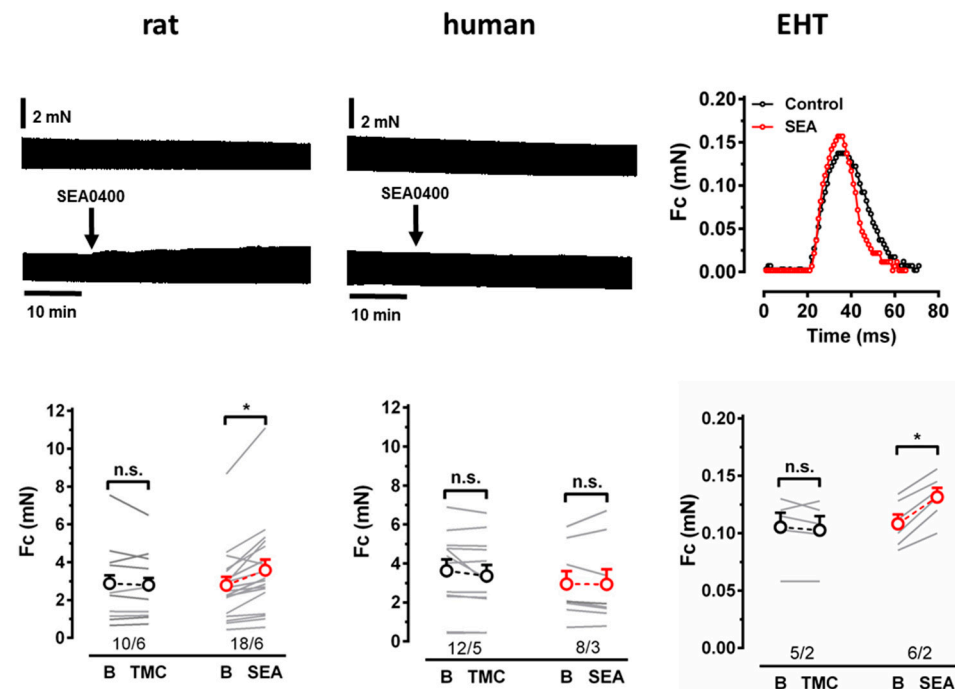 rat
human
EHT
2 mN
SEA0400
10 min
2 mN
SEA0400
10 min
0.20
0.15
0.10
0.05
0.00
Fc (mN)
Control
SEA
0 20 40 60 80
Time (ms)
12
10
8
6
4
2
0
Fc (mN)
n.s.
*
10/6
18/6
B TMC
B SEA
12
10
8
6
4
2
0
Fc (mN)
n.s.
n.s.
12/5
8/3
B TMC
B SEA
0.20
0.15
0.10
0.05
0.00
Fc (mN)
n.s.
*
5/2
6/2
B TMC
B SEA